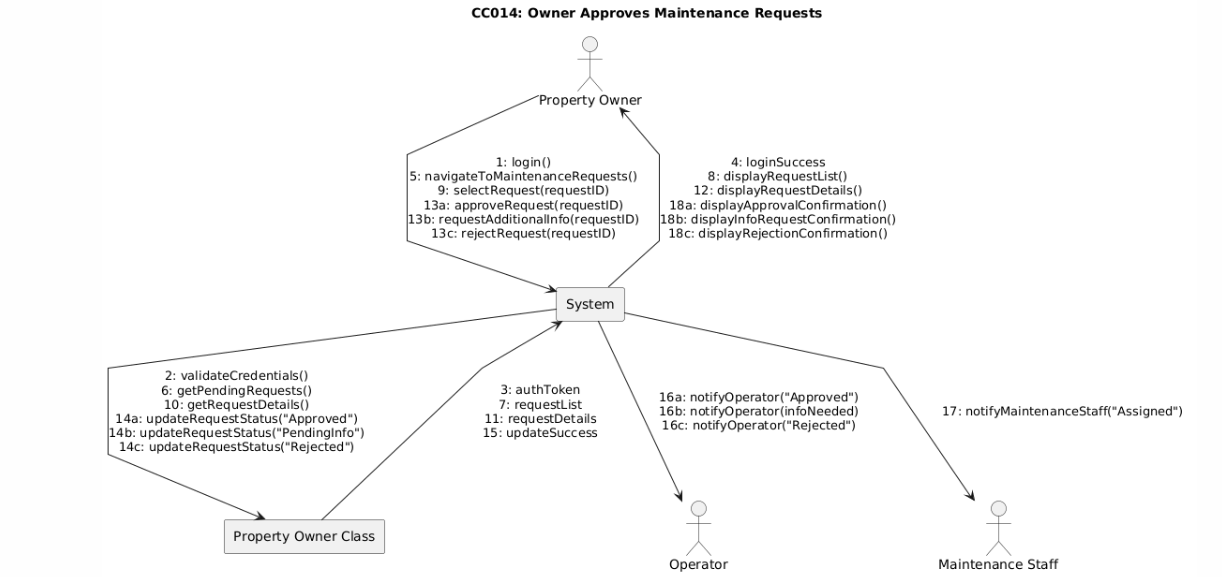 CC014: Owner Approves Maintenance Requests
Property Owner
1: login()
5: navigateToMaintenanceRequests()
9: selectRequest(requestID)
13a: approveRequest(requestID)
13b: requestAdditionalInfo(requestID)
13c: rejectRequest(requestID)
4: loginSuccess
8: displayRequestList()
12: displayRequestDetails()
18a: displayApprovalConfirmation()
18b: displayInfoRequestConfirmation()
18c: displayRejectionConfirmation()
System
2: validateCredentials()
6: getPendingRequests()
10: getRequestDetails()
14a: updateRequestStatus("Approved")
14b: updateRequestStatus("PendingInfo")
14c: updateRequestStatus("Rejected")
3: authToken
7: requestList
11: requestDetails
15: updateSuccess
16a: notifyOperator("Approved")
16b: notifyOperator(infoNeeded)
16c: notifyOperator("Rejected")
17: notifyMaintenanceStaff("Assigned")
Property Owner Class
Operator
Maintenance Staff